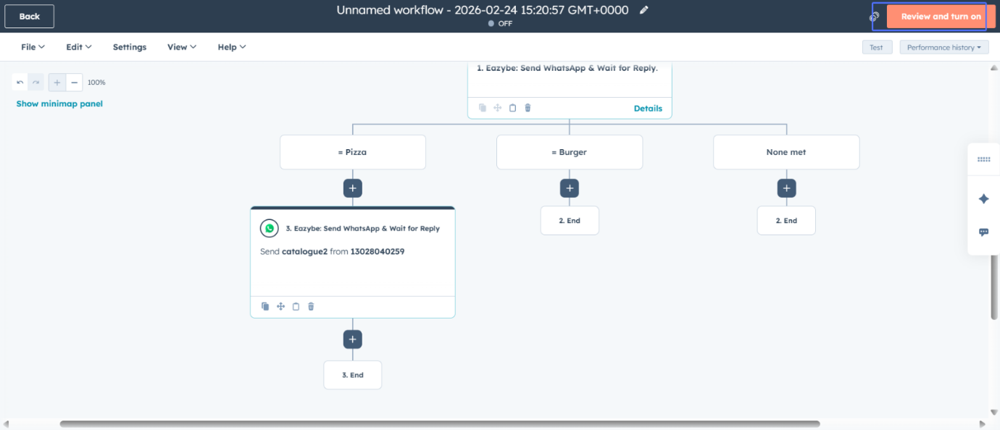 Back
Unnamed workflow - 2026-02-24 15:20:57 GMT+0000
OFF
Review and turn on
File
Edit
Settings
View
Help
Test
Performance history
100%
Show minimap panel
1. Eazybe: Send WhatsApp & Wait for Reply.
Details
= Pizza
= Burger
None met
3. Eazybe: Send WhatsApp & Wait for Reply
Send catalogue2 from 13028040259
2. End
2. End
3. End